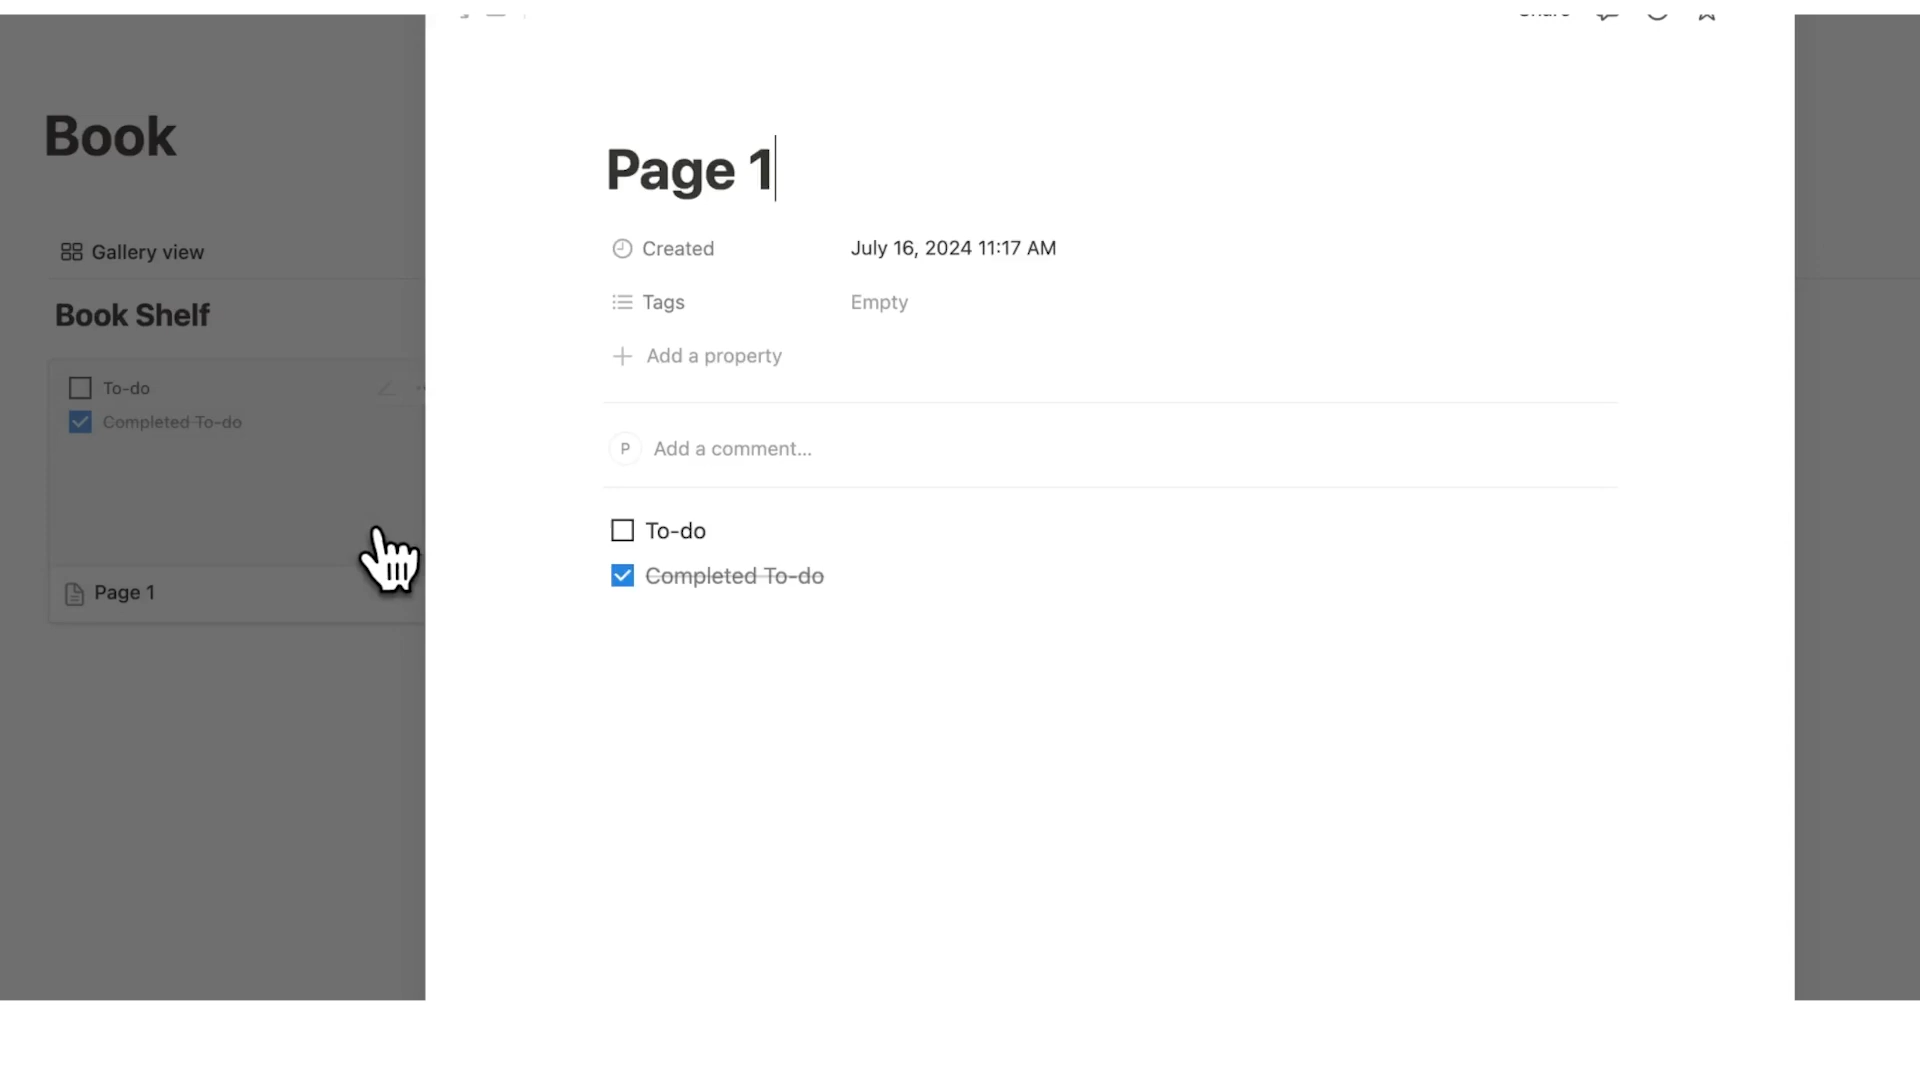 Book
Gallery view
Book Shelf
To-do
Completed To-do
Page 1
Share
Page 1
Created July 16, 2024 11:17 AM
Tags Empty
Add a property
P Add a comment...
To-do
Completed To-do